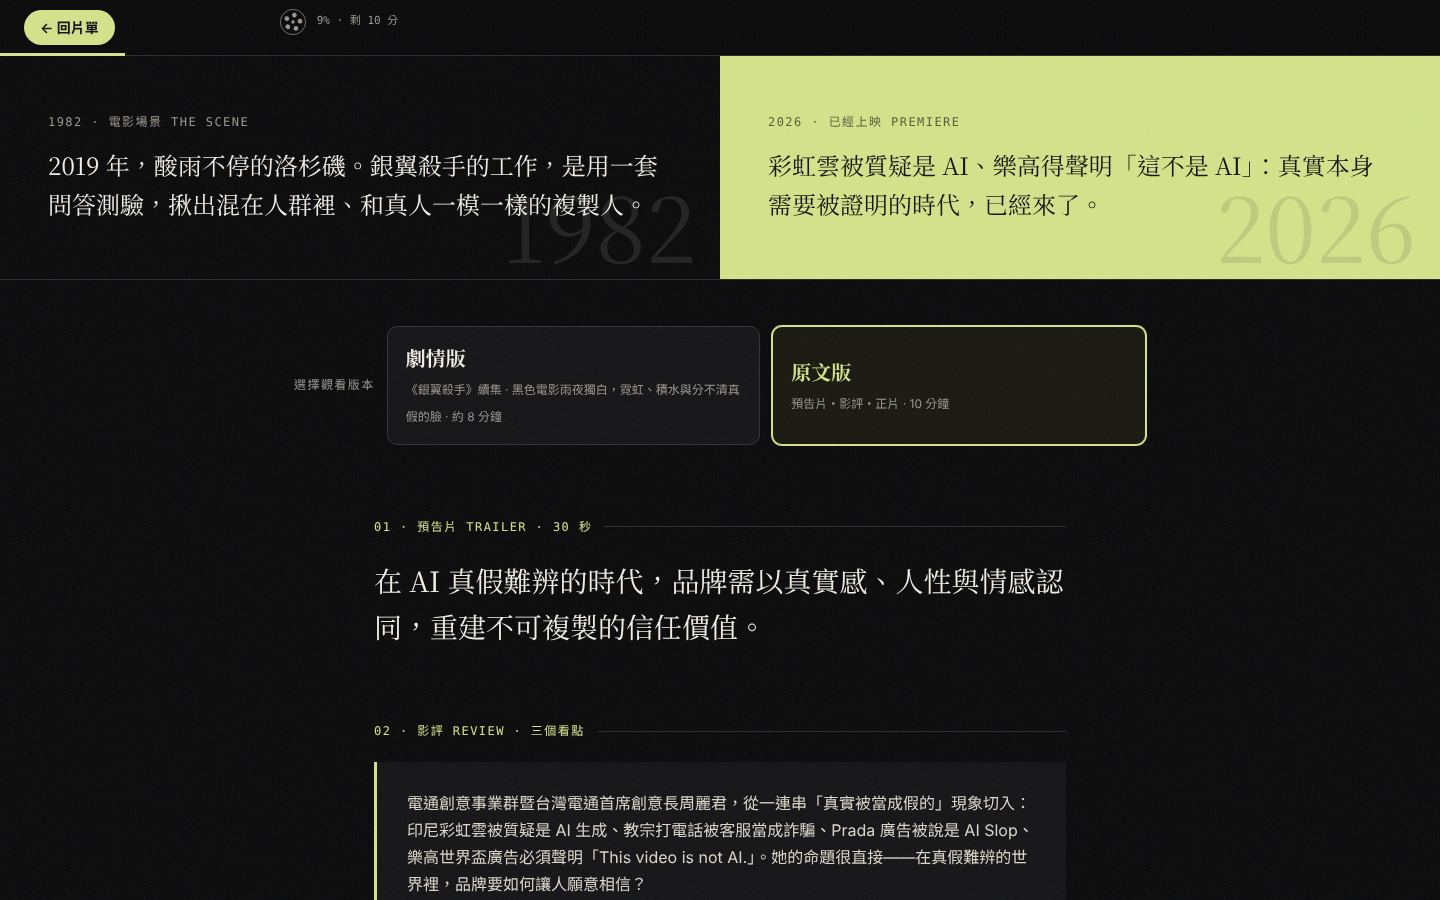 ← 回片單
9% · 剩 10 分
1982 · 電影場景 THE SCENE
2019 年，酸雨不停的洛杉磯。銀翼殺手的工作，是用一套
問答測驗，揪出混在人群裡、和真人一模一樣的複製人。
1982
2026 · 已經上映 PREMIERE
彩虹雲被質疑是 AI、樂高得聲明「這不是 AI」：真實本身
需要被證明的時代，已經來了。
2026
選擇觀看版本
劇情版
《銀翼殺手》續集 · 黑色電影雨夜獨白，霓虹、積水與分不清真
假的臉 · 約 8 分鐘
原文版
預告片・影評・正片 · 10 分鐘
01 · 預告片 TRAILER · 30 秒
在 AI 真假難辨的時代，品牌需以真實感、人性與情感認
同，重建不可複製的信任價值。
02 · 影評 REVIEW · 三個看點
電通創意事業群暨台灣電通首席創意長周麗君，從一連串「真實被當成假的」現象切入：
印尼彩虹雲被質疑是 AI 生成、教宗打電話被客服當成詐騙、Prada 廣告被說是 AI Slop、
樂高世界盃廣告必須聲明「This video is not AI.」。她的命題很直接——在真假難辨的世
界裡，品牌要如何讓人願意相信？